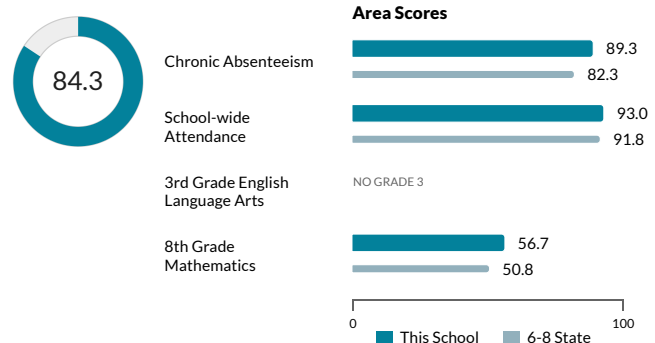 Area Scores
84.3
Chronic Absenteeism
89.3
82.3
School-wide
Attendance
93.0
91.8
3rd Grade English
Language Arts
NO GRADE 3
8th Grade
Mathematics
56.7
50.8
0
100
This School
6-8 State